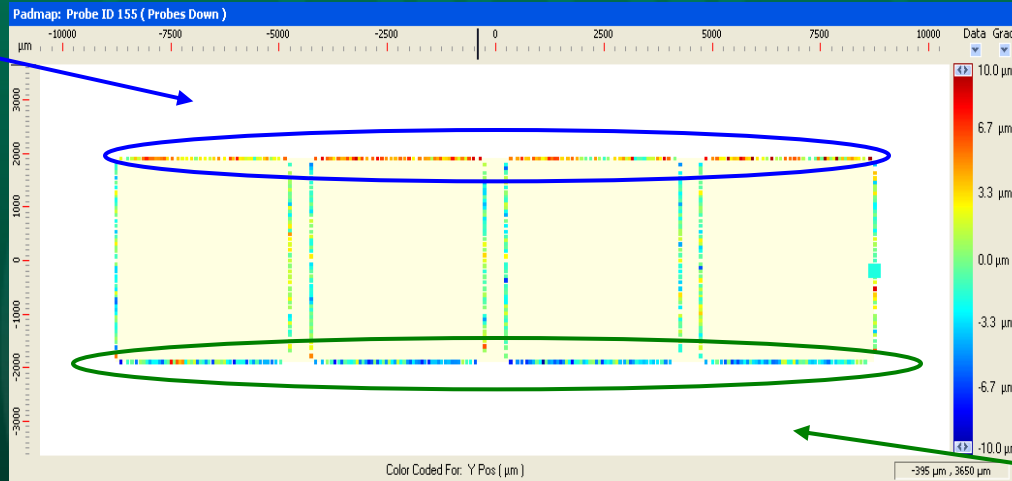 Padmap: Probe ID 155 ( Probes Down )
µm -10000 -7500 -5000 -2500 0 2500 5000 7500 10000 Data Grad
10.0 µm
6.7 µm
3.3 µm
0.0 µm
-3.3 µm
-6.7 µm
-10.0 µm
3000
2000
1000
0
-1000
-2000
-3000
Color Coded For: Y Pos ( µm )
-395 µm , 3650 µm